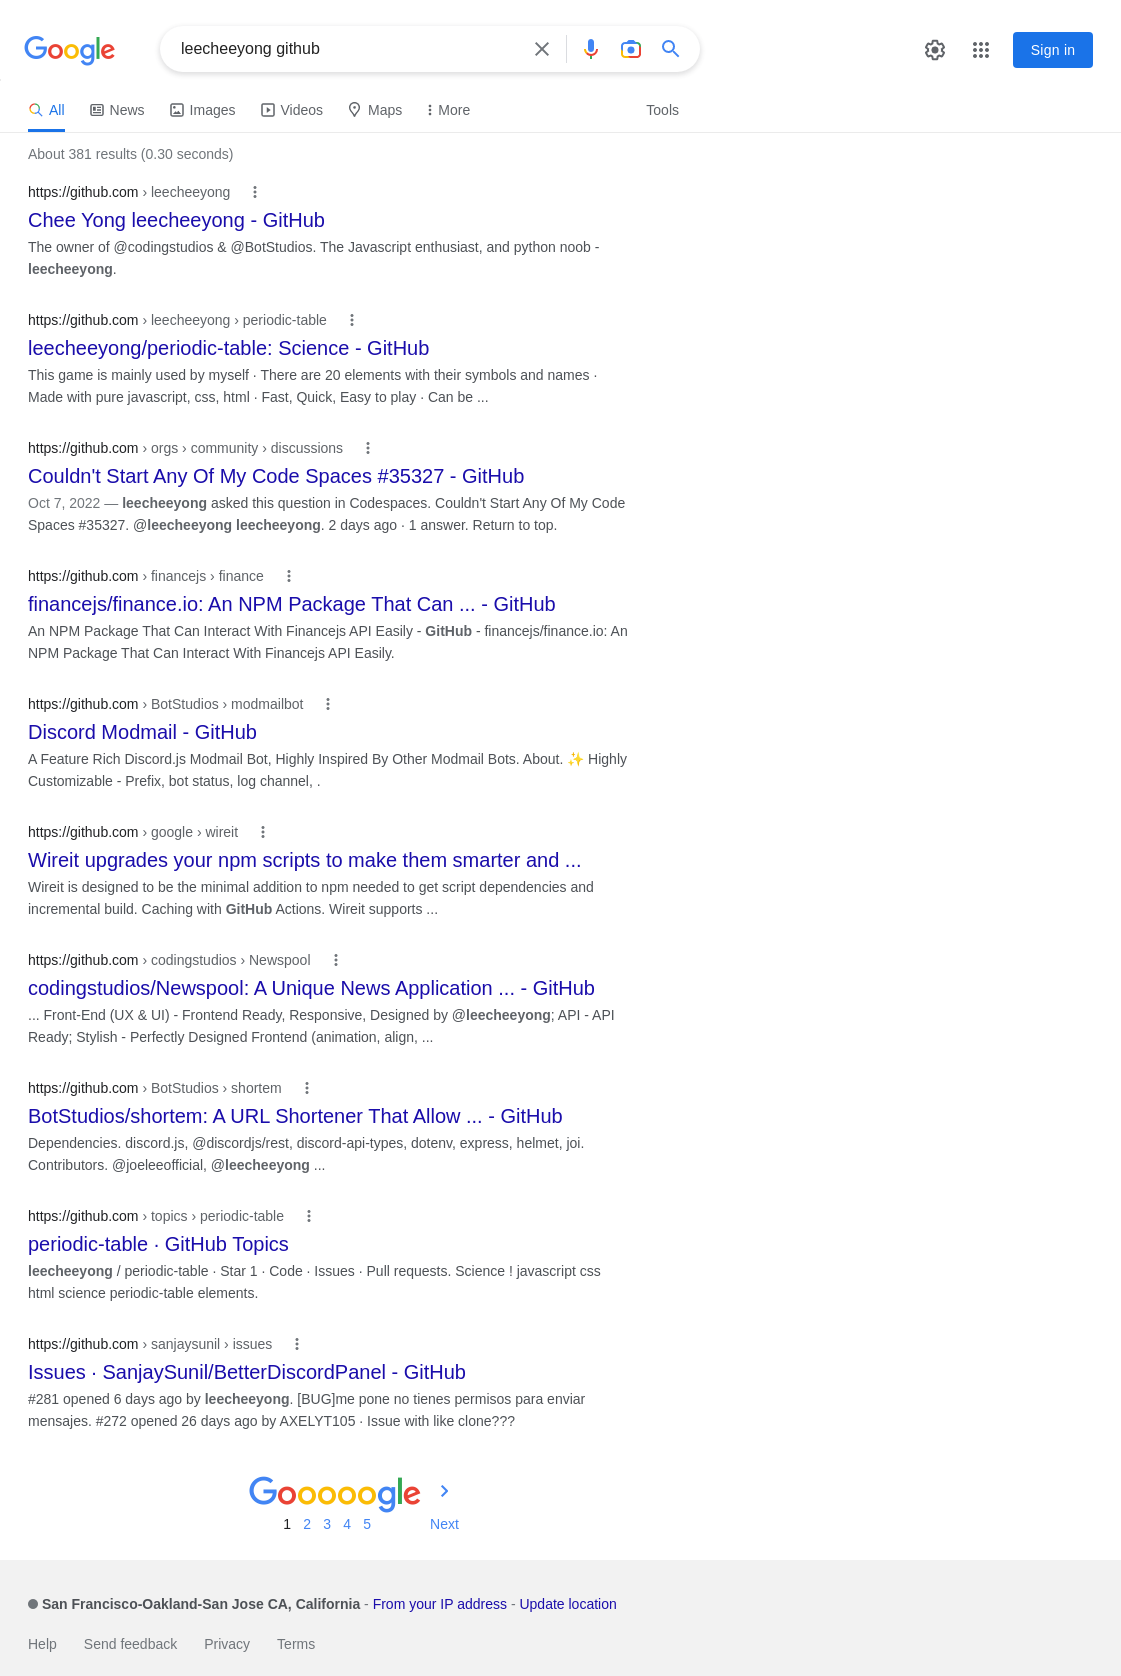 Google
leecheeyong github
Sign in
All News Images Videos Maps More Tools
About 381 results (0.30 seconds)
https://github.com › leecheeyong
Chee Yong leecheeyong - GitHub
The owner of @codingstudios & @BotStudios. The Javascript enthusiast, and python noob -
leecheeyong.
https://github.com › leecheeyong › periodic-table
leecheeyong/periodic-table: Science - GitHub
This game is mainly used by myself · There are 20 elements with their symbols and names ·
Made with pure javascript, css, html · Fast, Quick, Easy to play · Can be ...
https://github.com › orgs › community › discussions
Couldn't Start Any Of My Code Spaces #35327 - GitHub
Oct 7, 2022 — leecheeyong asked this question in Codespaces. Couldn't Start Any Of My Code
Spaces #35327. @leecheeyong leecheeyong. 2 days ago · 1 answer. Return to top.
https://github.com › financejs › finance
financejs/finance.io: An NPM Package That Can ... - GitHub
An NPM Package That Can Interact With Financejs API Easily - GitHub - financejs/finance.io: An
NPM Package That Can Interact With Financejs API Easily.
https://github.com › BotStudios › modmailbot
Discord Modmail - GitHub
A Feature Rich Discord.js Modmail Bot, Highly Inspired By Other Modmail Bots. About. ✨ Highly
Customizable - Prefix, bot status, log channel, .
https://github.com › google › wireit
Wireit upgrades your npm scripts to make them smarter and ...
Wireit is designed to be the minimal addition to npm needed to get script dependencies and
incremental build. Caching with GitHub Actions. Wireit supports ...
https://github.com › codingstudios › Newspool
codingstudios/Newspool: A Unique News Application ... - GitHub
... Front-End (UX & UI) - Frontend Ready, Responsive, Designed by @leecheeyong; API - API
Ready; Stylish - Perfectly Designed Frontend (animation, align, ...
https://github.com › BotStudios › shortem
BotStudios/shortem: A URL Shortener That Allow ... - GitHub
Dependencies. discord.js, @discordjs/rest, discord-api-types, dotenv, express, helmet, joi.
Contributors. @joeleeofficial, @leecheeyong ...
https://github.com › topics › periodic-table
periodic-table · GitHub Topics
leecheeyong / periodic-table · Star 1 · Code · Issues · Pull requests. Science ! javascript css
html science periodic-table elements.
https://github.com › sanjaysunil › issues
Issues · SanjaySunil/BetterDiscordPanel - GitHub
#281 opened 6 days ago by leecheeyong. [BUG]me pone no tienes permisos para enviar
mensajes. #272 opened 26 days ago by AXELYT105 · Issue with like clone???
Gooooogle
1 2 3 4 5 Next
San Francisco-Oakland-San Jose CA, California - From your IP address - Update location
Help Send feedback Privacy Terms